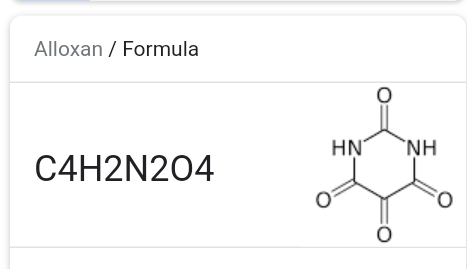 Alloxan / Formula
C4H2N2O4
O
HN NH
O O
O